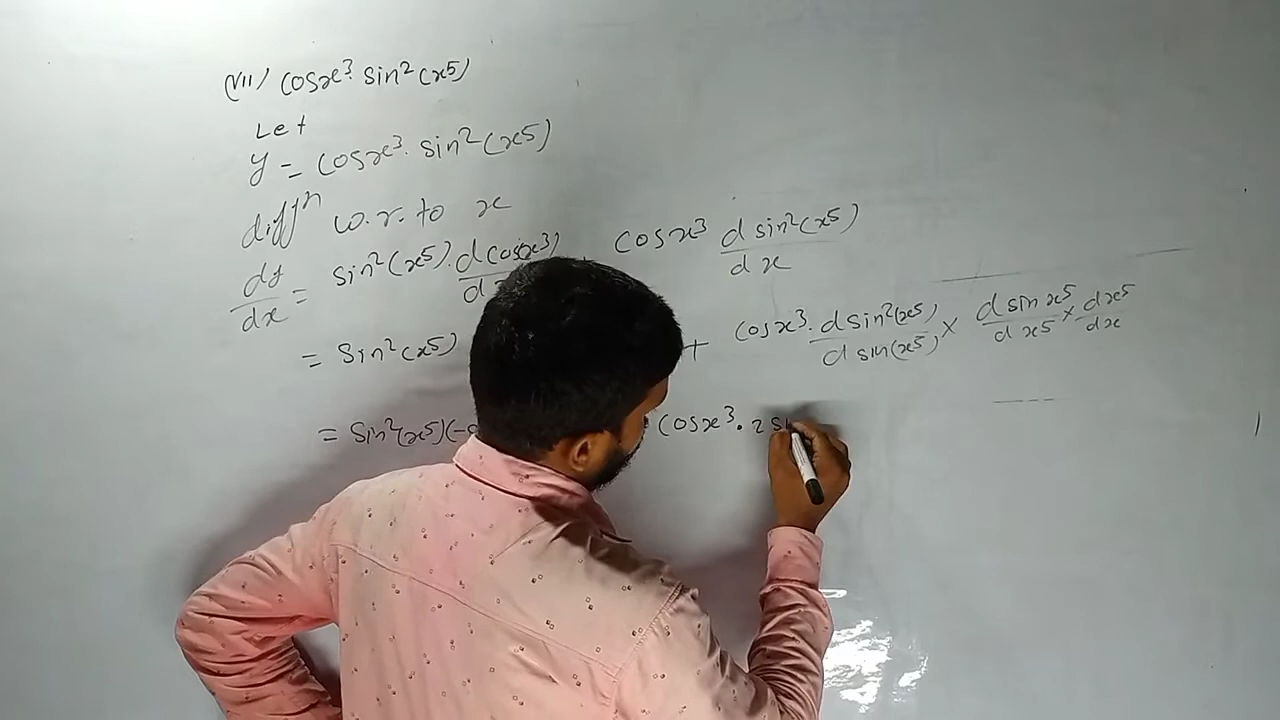 (VII) cosx³. sin²(x⁵)
Let
y = cosx³. sin²(x⁵)
diffⁿ w.r. to x
dy/dx = sin²(x⁵). d(cosx³)/d cosx³ d sin²(x⁵)/dx
= sin²(x⁵) + cosx³. d sin²(x⁵)/d sin(x⁵) × d sin x⁵/d x⁵ × dx⁵/dx
= sin²(x⁵)(- cosx³. 2 si